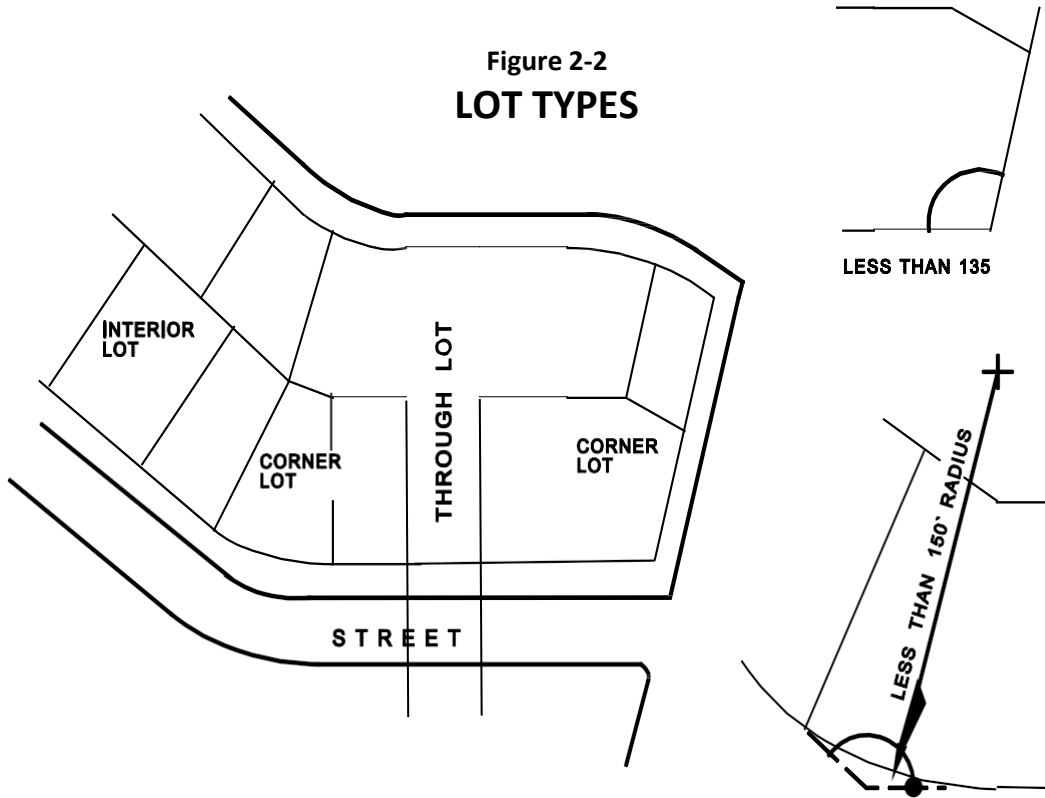 Figure 2-2
LOT TYPES
LESS THAN 135
INTERIOR
LOT
THROUGH LOT
CORNER
LOT
CORNER
LOT
LESS THAN 150` RADIUS
STREET